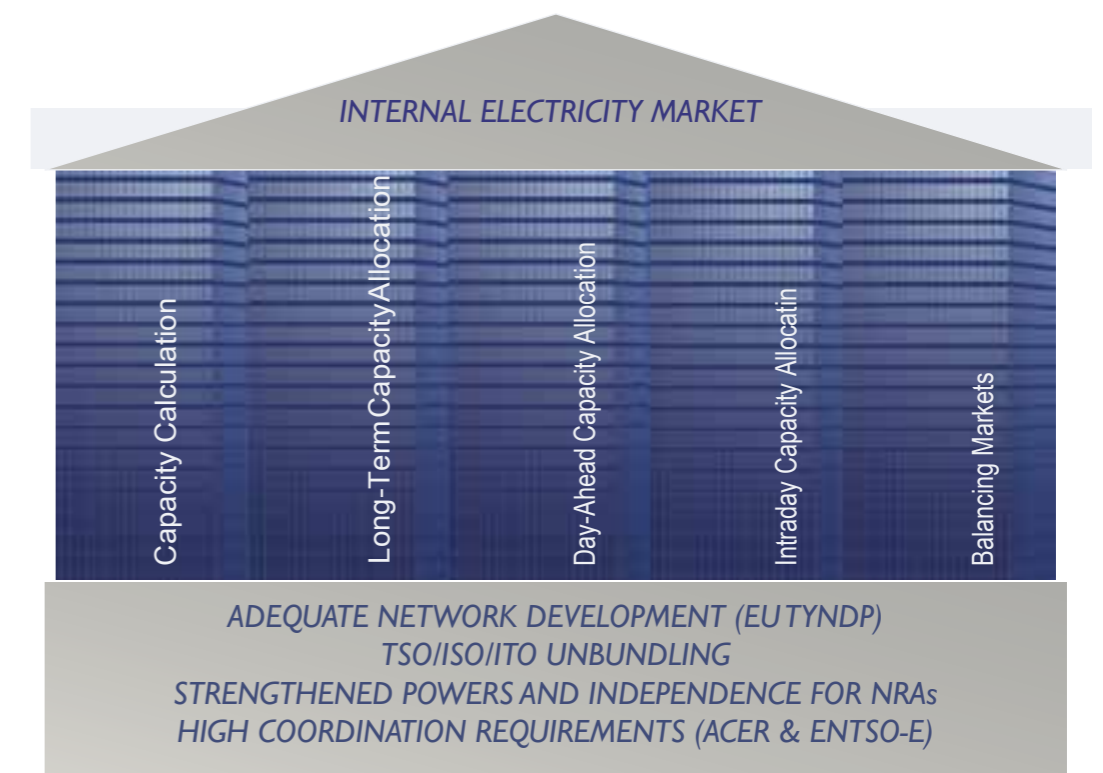 INTERNAL ELECTRICITY MARKET
Capacity Calculation
Long-Term Capacity Allocation
Day-Ahead Capacity Allocation
Intraday Capacity Allocatin
Balancing Markets
ADEQUATE NETWORK DEVELOPMENT (EU TYNDP)
TSO/ISO/ITO UNBUNDLING
STRENGTHENED POWERS AND INDEPENDENCE FOR NRAs
HIGH COORDINATION REQUIREMENTS (ACER & ENTSO-E)